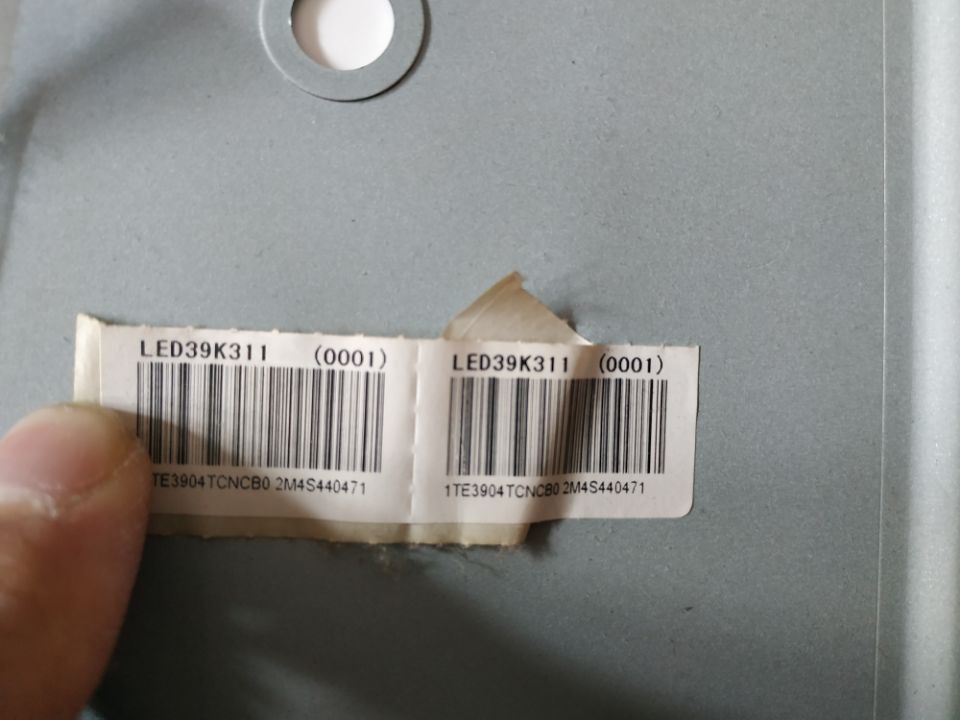 LED39K311 (0001)
TE3904TCNCB0 2M4S440471
LED39K311 (0001)
1TE3904TCNCB0 2M4S440471